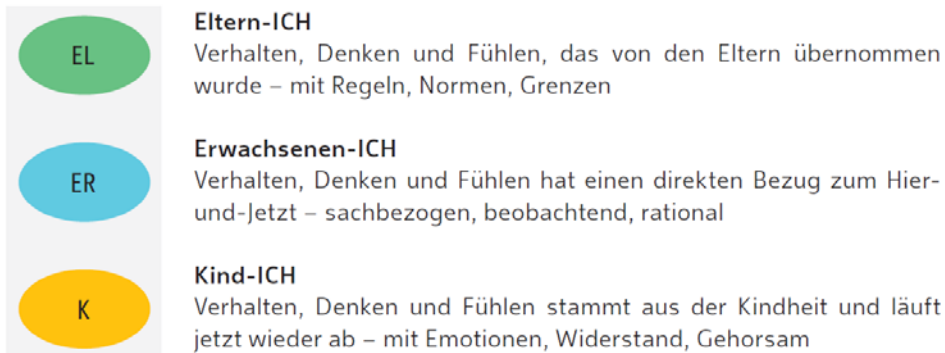 EL
Eltern-ICH
Verhalten, Denken und Fühlen, das von den Eltern übernommen
wurde – mit Regeln, Normen, Grenzen
ER
Erwachsenen-ICH
Verhalten, Denken und Fühlen hat einen direkten Bezug zum Hier-
und-Jetzt – sachbezogen, beobachtend, rational
K
Kind-ICH
Verhalten, Denken und Fühlen stammt aus der Kindheit und läuft
jetzt wieder ab – mit Emotionen, Widerstand, Gehorsam